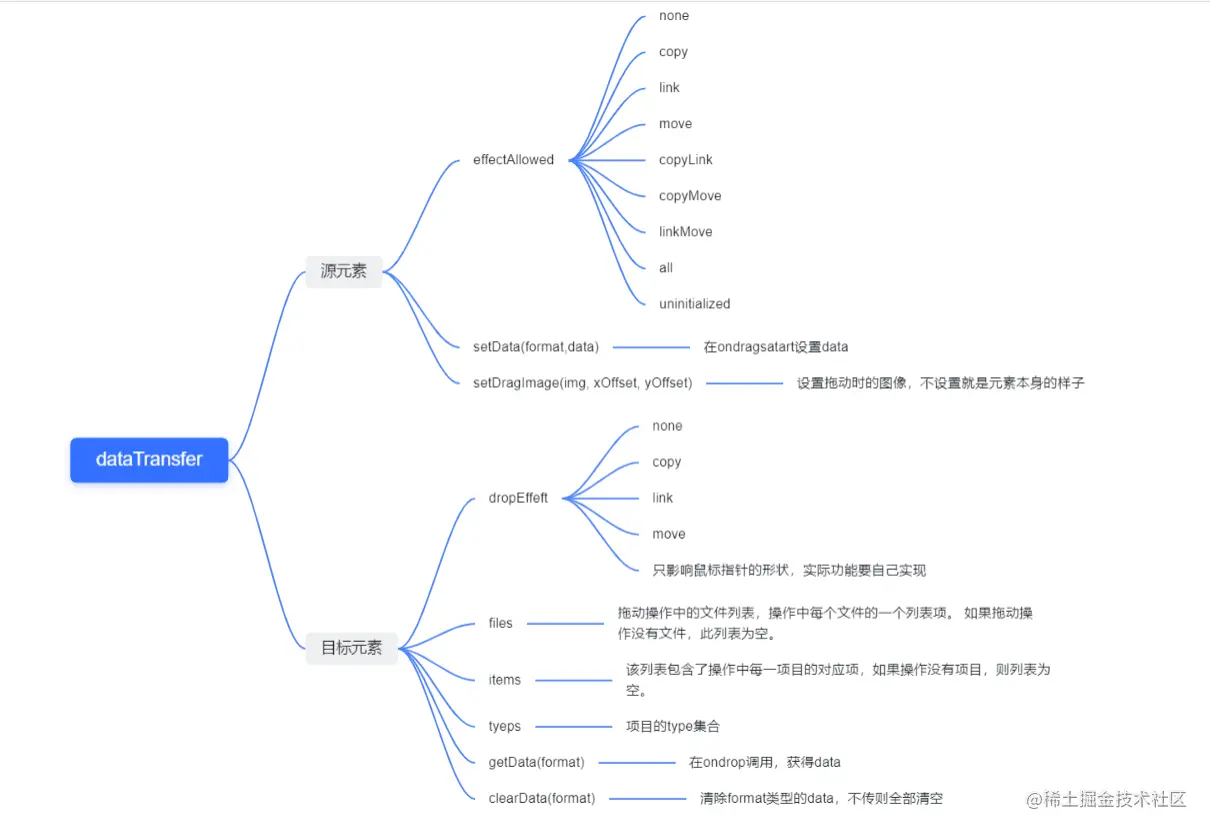 dataTransfer
源元素
effectAllowed
none
copy
link
move
copyLink
copyMove
linkMove
all
uninitialized
setData(format,data)
在ondragsatart设置data
setDragImage(img, xOffset, yOffset)
设置拖动时的图像，不设置就是元素本身的样子
目标元素
dropEffeft
none
copy
link
move
只影响鼠标指针的形状，实际功能要自己实现
files
拖动操作中的文件列表，操作中每个文件的一个列表项。 如果拖动操
作没有文件，此列表为空。
items
该列表包含了操作中每一项目的对应项，如果操作没有项目，则列表为
空。
tyeps
项目的type集合
getData(format)
在ondrop调用，获得data
clearData(format)
清除format类型的data，不传则全部清空
@稀土掘金技术社区